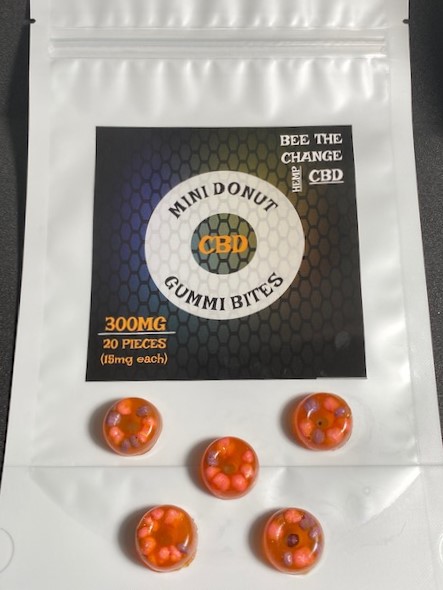 BEE THE
CHANGE
HEMP CBD
MINI DONUT
CBD
GUMMI BITES
300MG
20 PIECES
(15mg each)